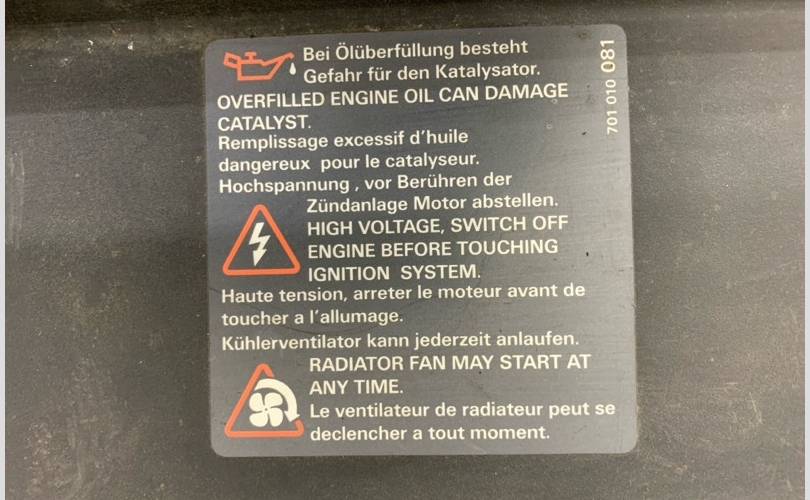 Bei Ölüberfüllung besteht
Gefahr für den Katalysator.
OVERFILLED ENGINE OIL CAN DAMAGE
CATALYST.
Remplissage excessif d'huile
dangereux pour le catalyseur.
Hochspannung , vor Berühren der
Zündanlage Motor abstellen.
HIGH VOLTAGE, SWITCH OFF
ENGINE BEFORE TOUCHING
IGNITION SYSTEM.
Haute tension, arreter le moteur avant de
toucher a l'allumage.
Kühlerventilator kann jederzeit anlaufen.
RADIATOR FAN MAY START AT
ANY TIME.
Le ventilateur de radiateur peut se
declencher a tout moment.
701 010 081